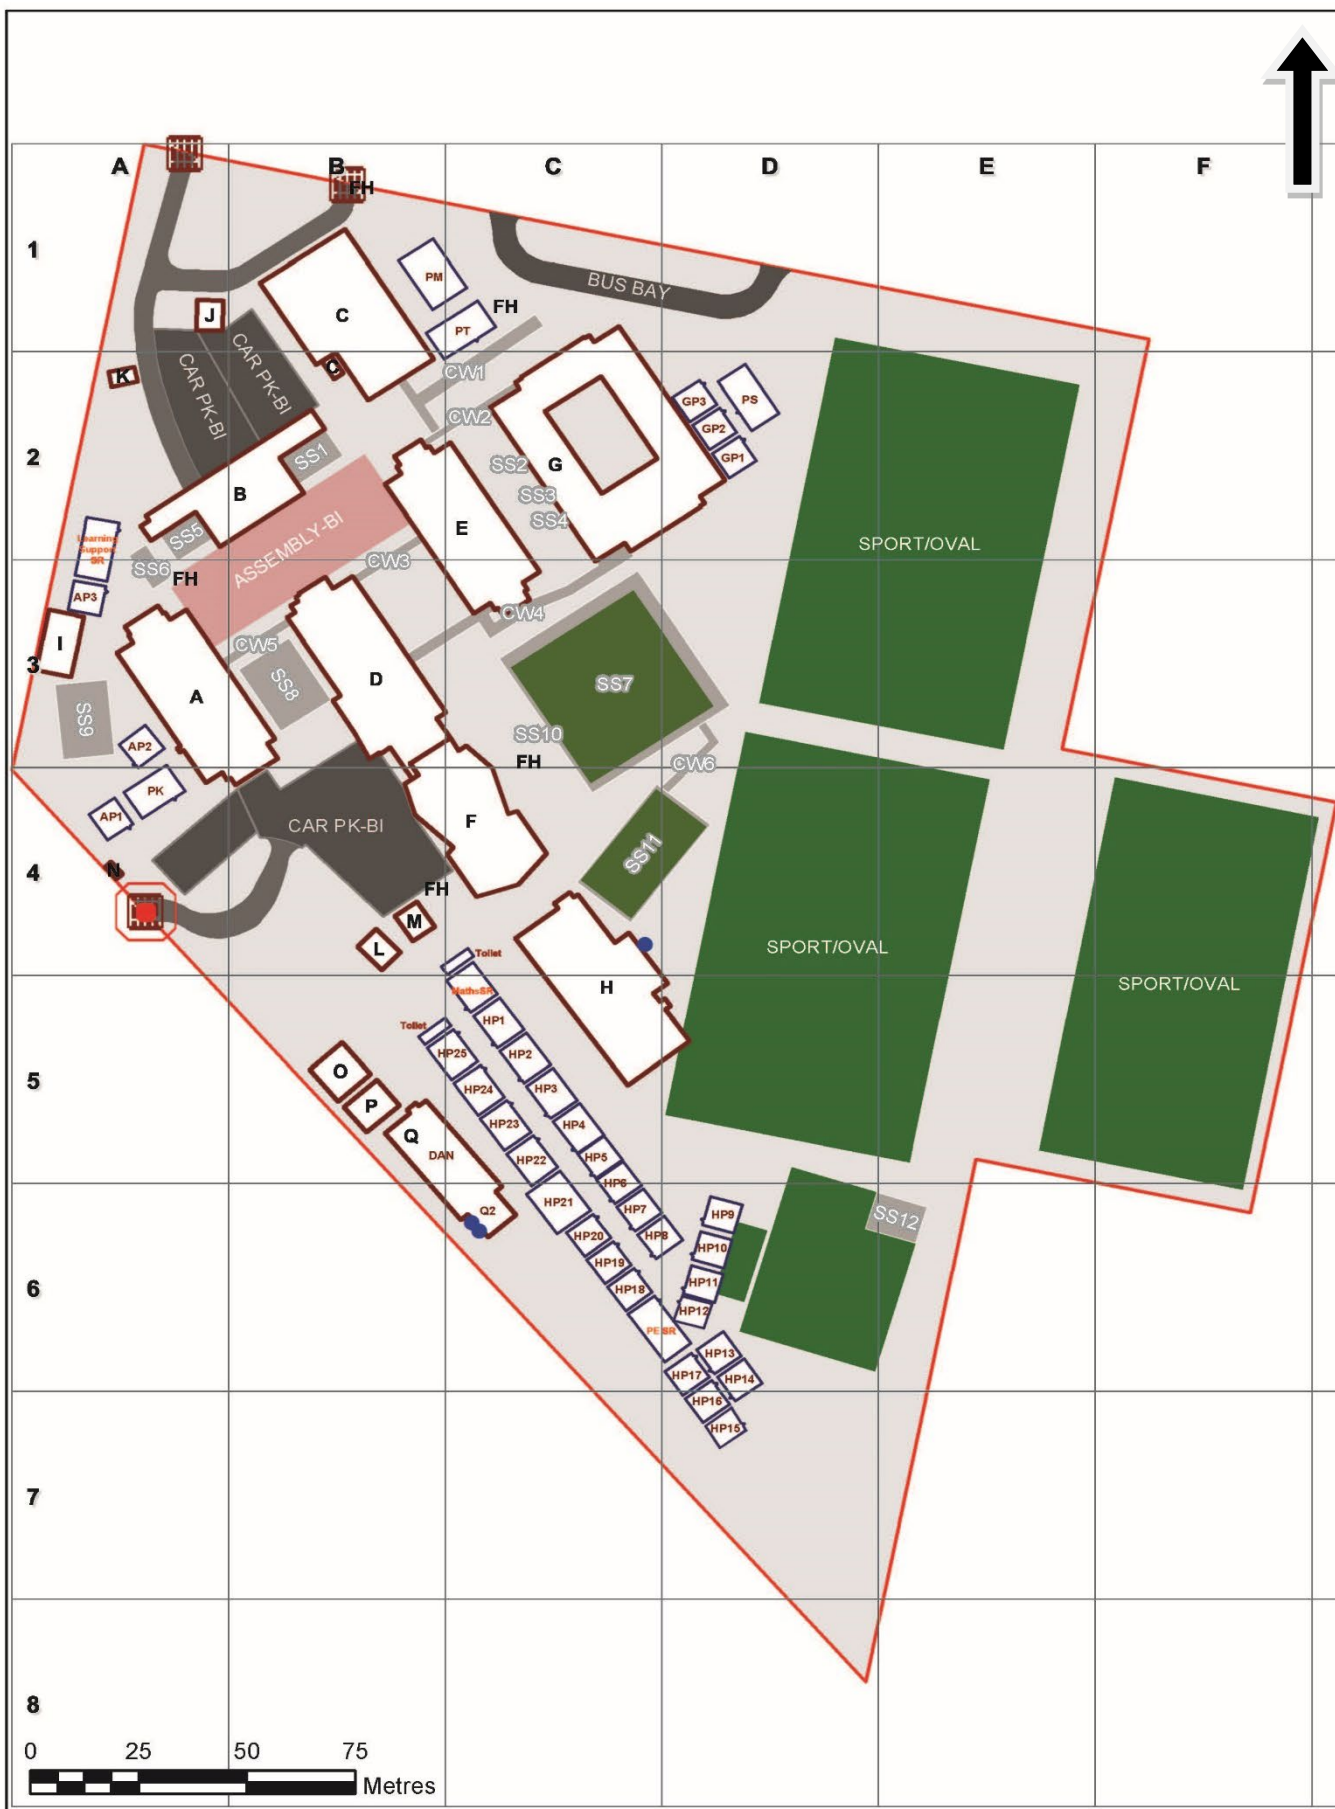 A
B
C
D
E
F
FH
1
PM
BUS BAY
J
C
PT
FH
CAR PK-BI
CAR PK-BI
K
CW1
GP3
PS
CW2
GP2
2
SS1
SS2
G
GP1
B
SS3
E
SS4
SS5
ASSEMBLY-BI
SPORT/OVAL
Learning
Support
SR
SS6
FH
CW3
AP3
CW4
I
CW5
3
SS8
D
SS7
A
SS9
SS10
AP2
FH
CW6
PK
AP1
CAR PK-BI
F
SS11
4
N
FH
M
L
Toilet
H
SPORT/OVAL
SPORT/OVAL
MathsSR
HP1
Toilet
HP25
HP2
5
O
HP24
HP3
P
HP23
HP4
Q
DAN
HP22
HP5
HP6
HP21
HP7
Q2
HP20
HP8
HP9
SS12
HP19
HP10
6
HP18
HP11
HP12
PE SR
HP13
HP17
HP14
HP16
HP15
7
8
0 25 50 75
Metres